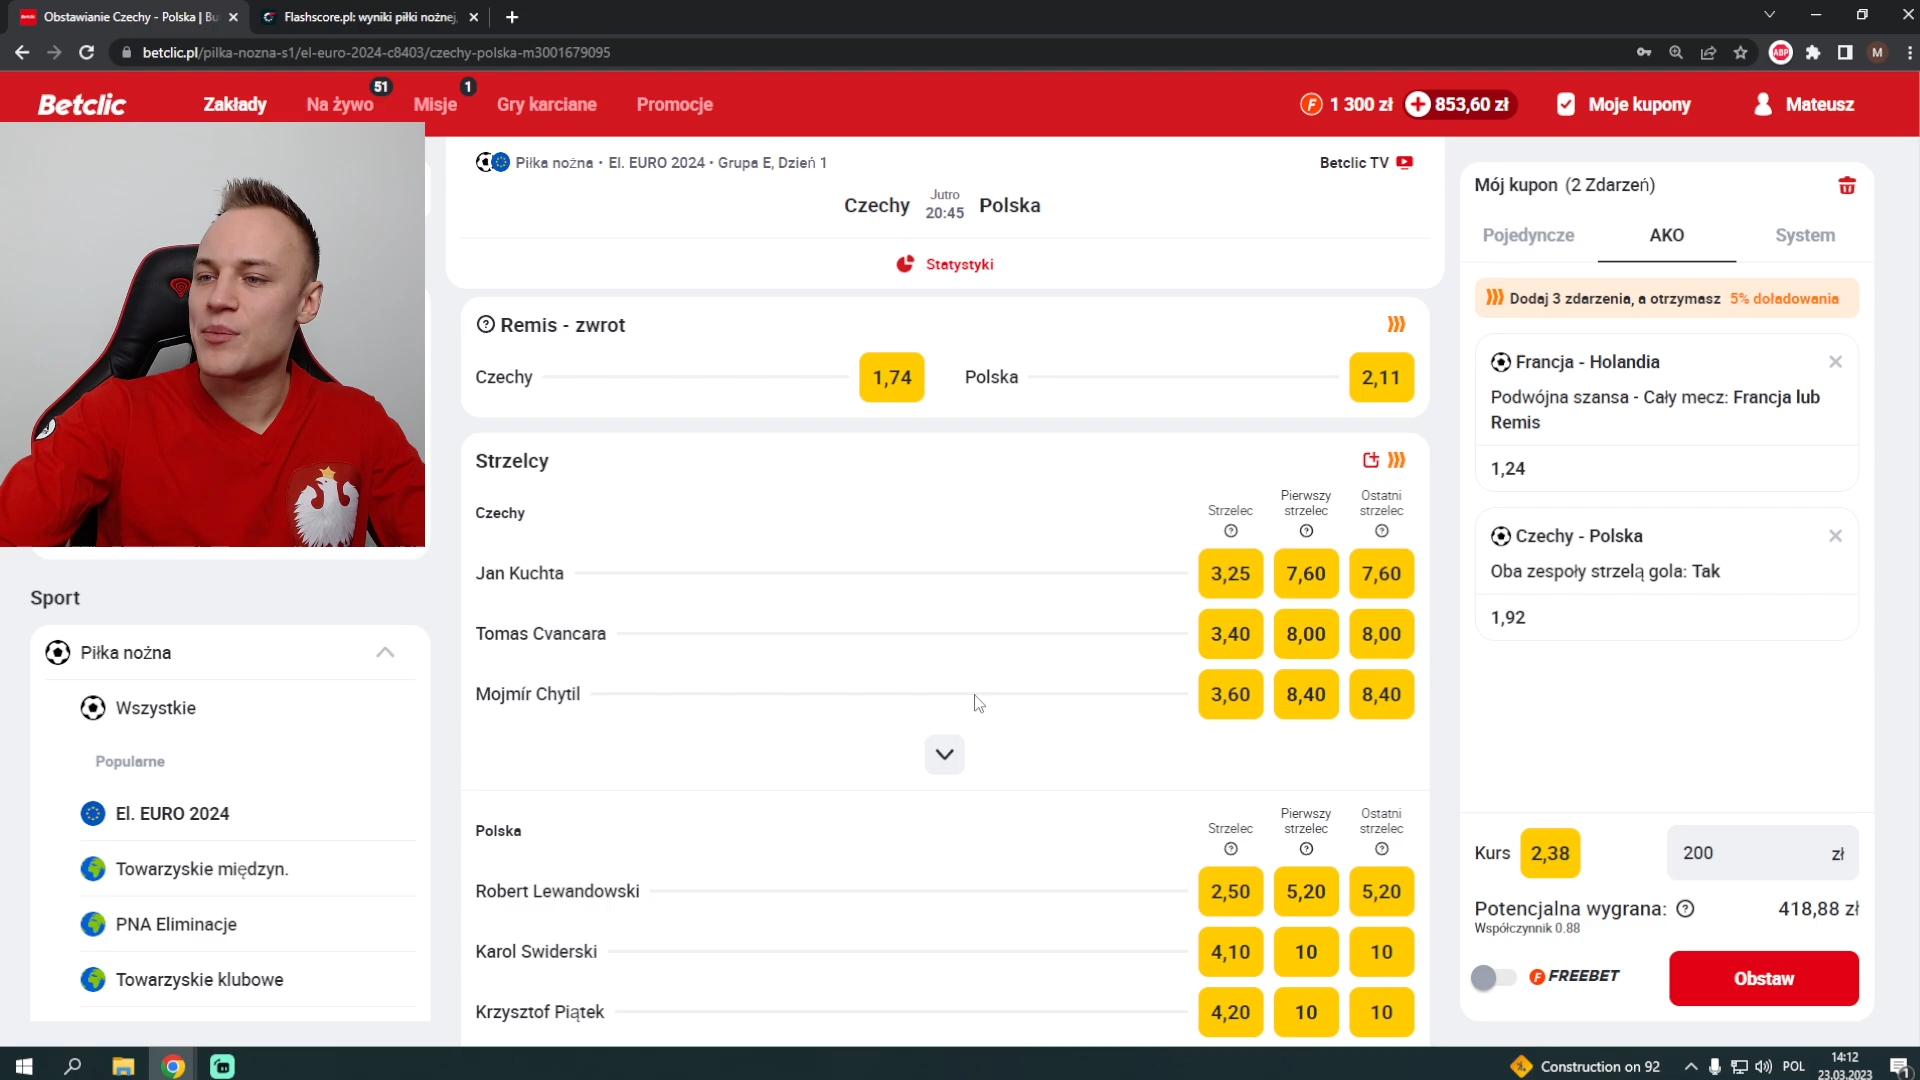 Obstawianie Czechy - Polska | Bu
Flashscore.pl: wyniki piłki nożnej,
betclic.pl/pilka-nozna-s1/el-euro-2024-c8403/czechy-polska-m3001679095
ABP
M
Betclic
Zakłady
Na żywo
51
Misje
1
Gry karciane
Promocje
F 1 300 zł
853,60 zł
Moje kupony
Mateusz
Piłka nożna • El. EURO 2024 • Grupa E, Dzień 1
Betclic TV
Czechy
Jutro
20:45
Polska
Statystyki
Remis - zwrot
Czechy 1,74 Polska 2,11
Strzelcy
Czechy
Strzelec
Pierwszy strzelec
Ostatni strzelec
Jan Kuchta 3,25 7,60 7,60
Tomas Cvancara 3,40 8,00 8,00
Mojmír Chytil 3,60 8,40 8,40
Polska
Strzelec
Pierwszy strzelec
Ostatni strzelec
Robert Lewandowski 2,50 5,20 5,20
Karol Swiderski 4,10 10 10
Krzysztof Piątek 4,20 10 10
Sport
Piłka nożna
Wszystkie
Popularne
El. EURO 2024
Towarzyskie międzyn.
PNA Eliminacje
Towarzyskie klubowe
Mój kupon (2 Zdarzeń)
Pojedyncze
AKO
System
Dodaj 3 zdarzenia, a otrzymasz 5% doładowania
Francja - Holandia
Podwójna szansa - Cały mecz: Francja lub
Remis
1,24
Czechy - Polska
Oba zespoły strzelą gola: Tak
1,92
Kurs 2,38 200 zł
Potencjalna wygrana: 418,88 zł
Współczynnik 0.88
F FREEBET
Obstaw
Construction on 92
POL
14:12
23.03.2023
1